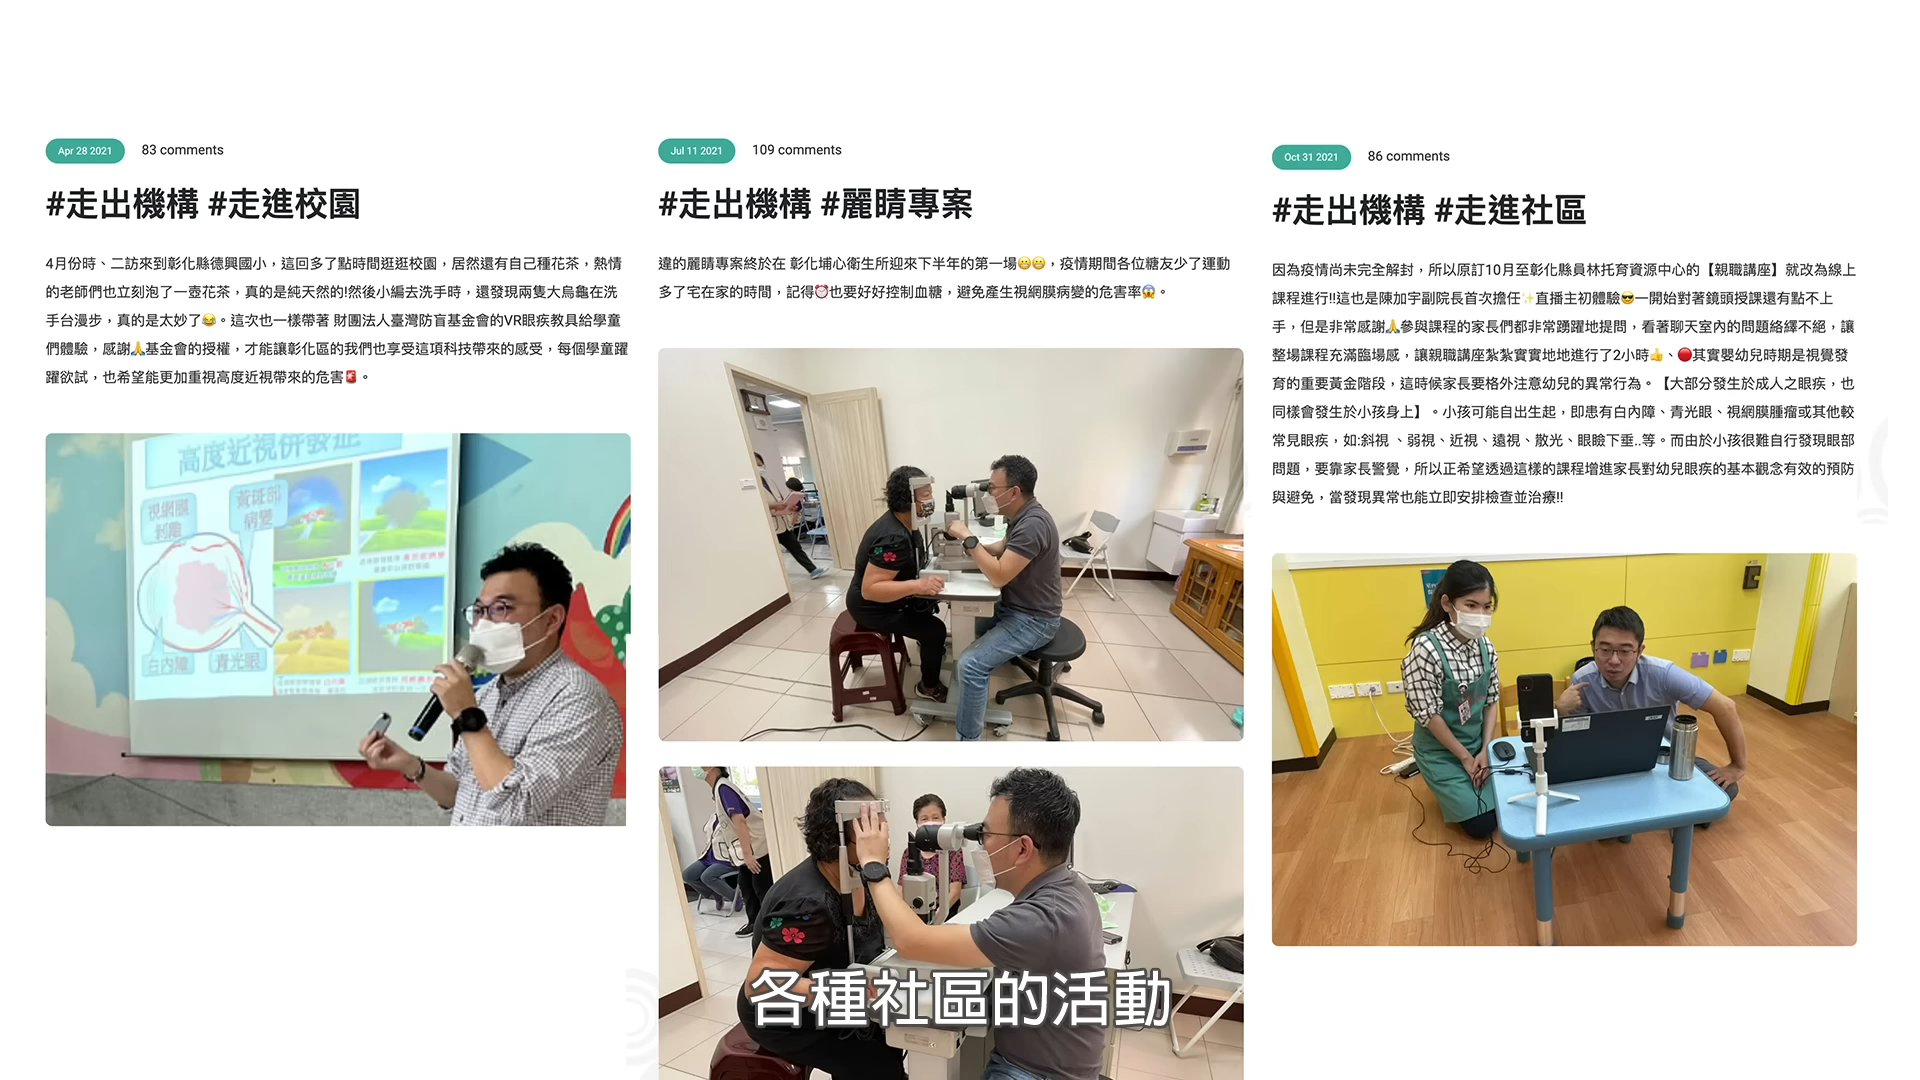 Apr 28 2021
83 comments
#走出機構 #走進校園
4月份時、二訪來到彰化縣德興國小，這回多了點時間逛逛校園，居然還有自己種花茶，熱情
的老師們也立刻泡了一壺花茶，真的是純天然的!然後小編去洗手時，還發現兩隻大烏龜在洗
手台漫步，真的是太妙了😂。這次也一樣帶著 財團法人臺灣防盲基金會的VR眼疾教具給學童
們體驗，感謝🙏基金會的授權，才能讓彰化區的我們也享受這項科技帶來的感受，每個學童躍
躍欲試，也希望能更加重視高度近視帶來的危害🚨。
高度近視併發症
視網膜
剝離
黃斑部
病變
白內障
青光眼
Jul 11 2021
109 comments
#走出機構 #麗睛專案
違的麗睛專案終於在 彰化埔心衛生所迎來下半年的第一場😬😬，疫情期間各位糖友少了運動
多了宅在家的時間，記得⏰也要好好控制血糖，避免產生視網膜病變的危害率😱。
Oct 31 2021
86 comments
#走出機構 #走進社區
因為疫情尚未完全解封，所以原訂10月至彰化縣員林托育資源中心的【親職講座】就改為線上
課程進行!!這也是陳加宇副院長首次擔任✨直播主初體驗😎一開始對著鏡頭授課還有點不上
手，但是非常感謝🙏參與課程的家長們都非常踴躍地提問，看著聊天室內的問題絡繹不絕，讓
整場課程充滿臨場感，讓親職講座紮紮實實地地進行了2小時👍、🔴其實嬰幼兒時期是視覺發
育的重要黃金階段，這時候家長要格外注意幼兒的異常行為。【大部分發生於成人之眼疾，也
同樣會發生於小孩身上】。小孩可能自出生起，即患有白內障、青光眼、視網膜腫瘤或其他較
常見眼疾，如:斜視 、弱視、近視、遠視、散光、眼瞼下垂..等。而由於小孩很難自行發現眼部
問題，要靠家長警覺，所以正希望透過這樣的課程增進家長對幼兒眼疾的基本觀念有效的預防
與避免，當發現異常也能立即安排檢查並治療!!
各種社區的活動